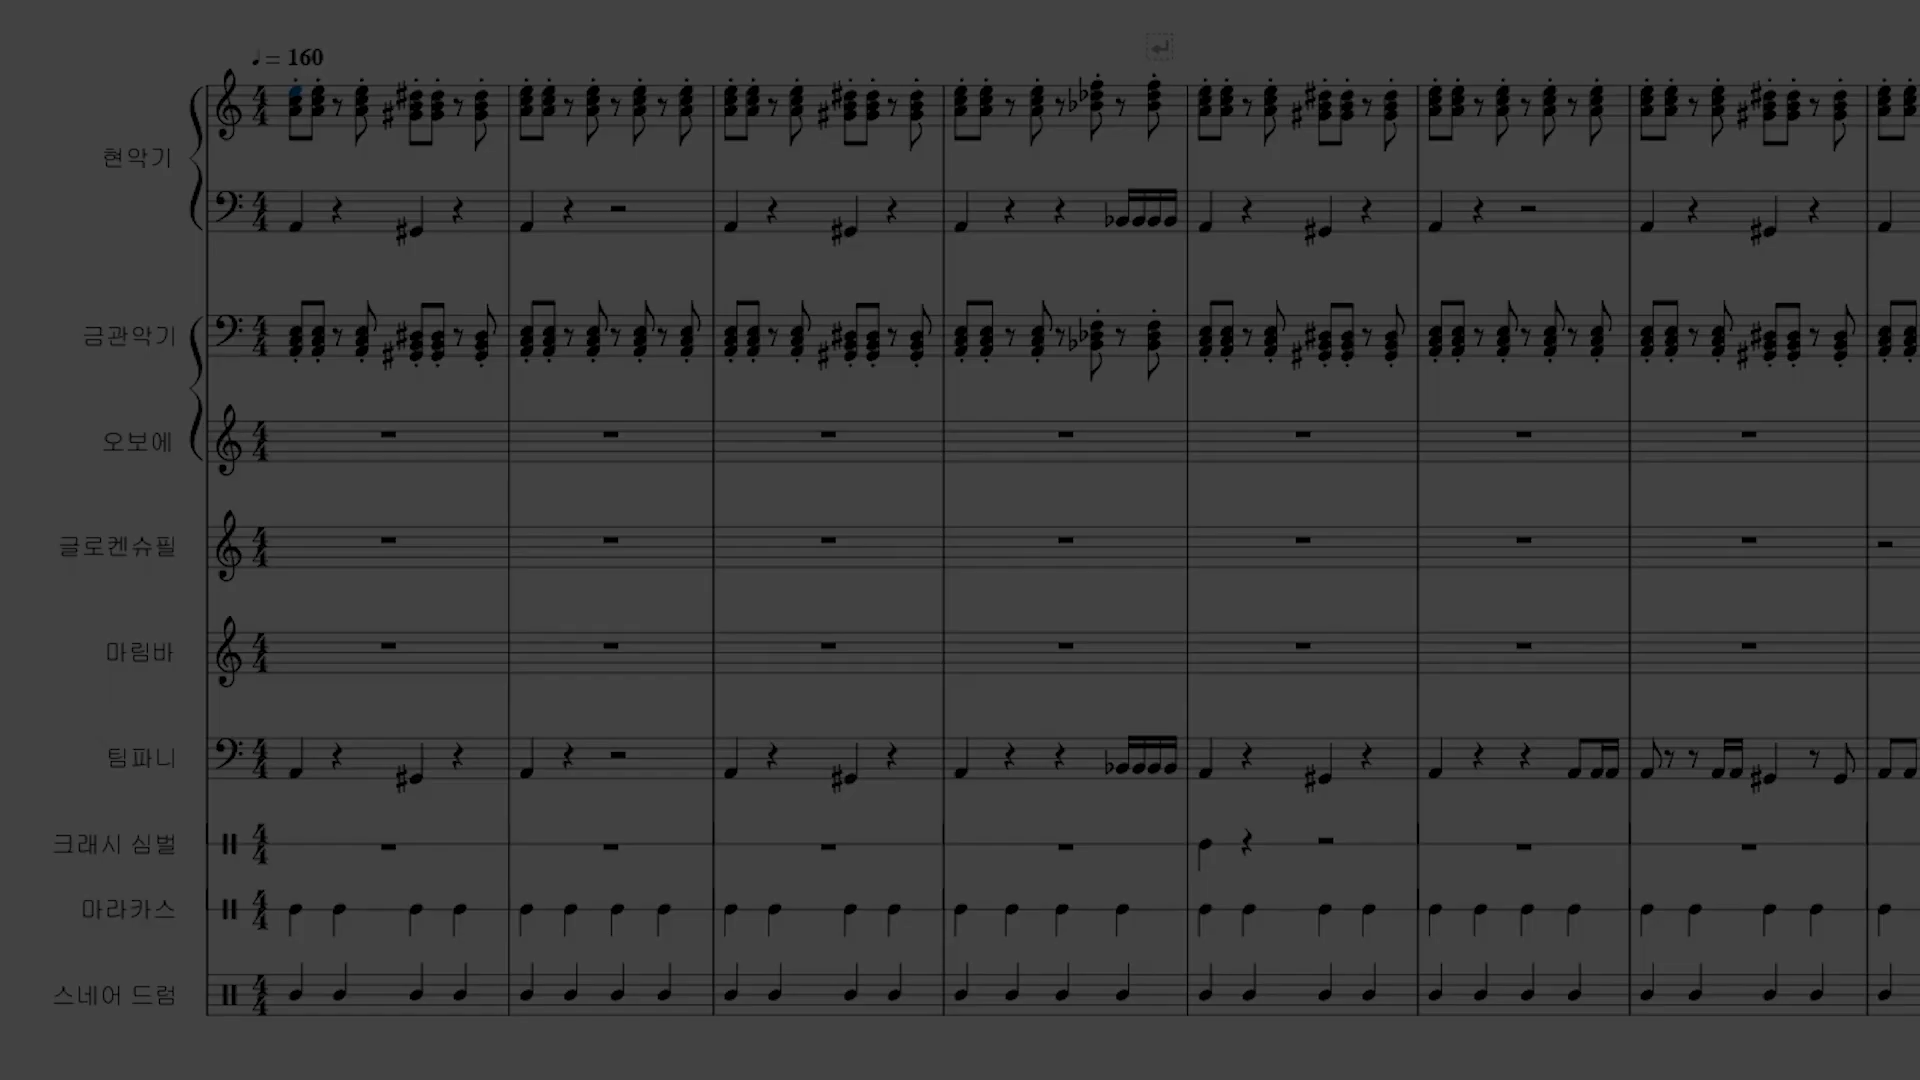 ♩ = 160
현악기
금관악기
오보에
글로켄슈필
마림바
팀파니
크래시 심벌
마라카스
스네어 드럼